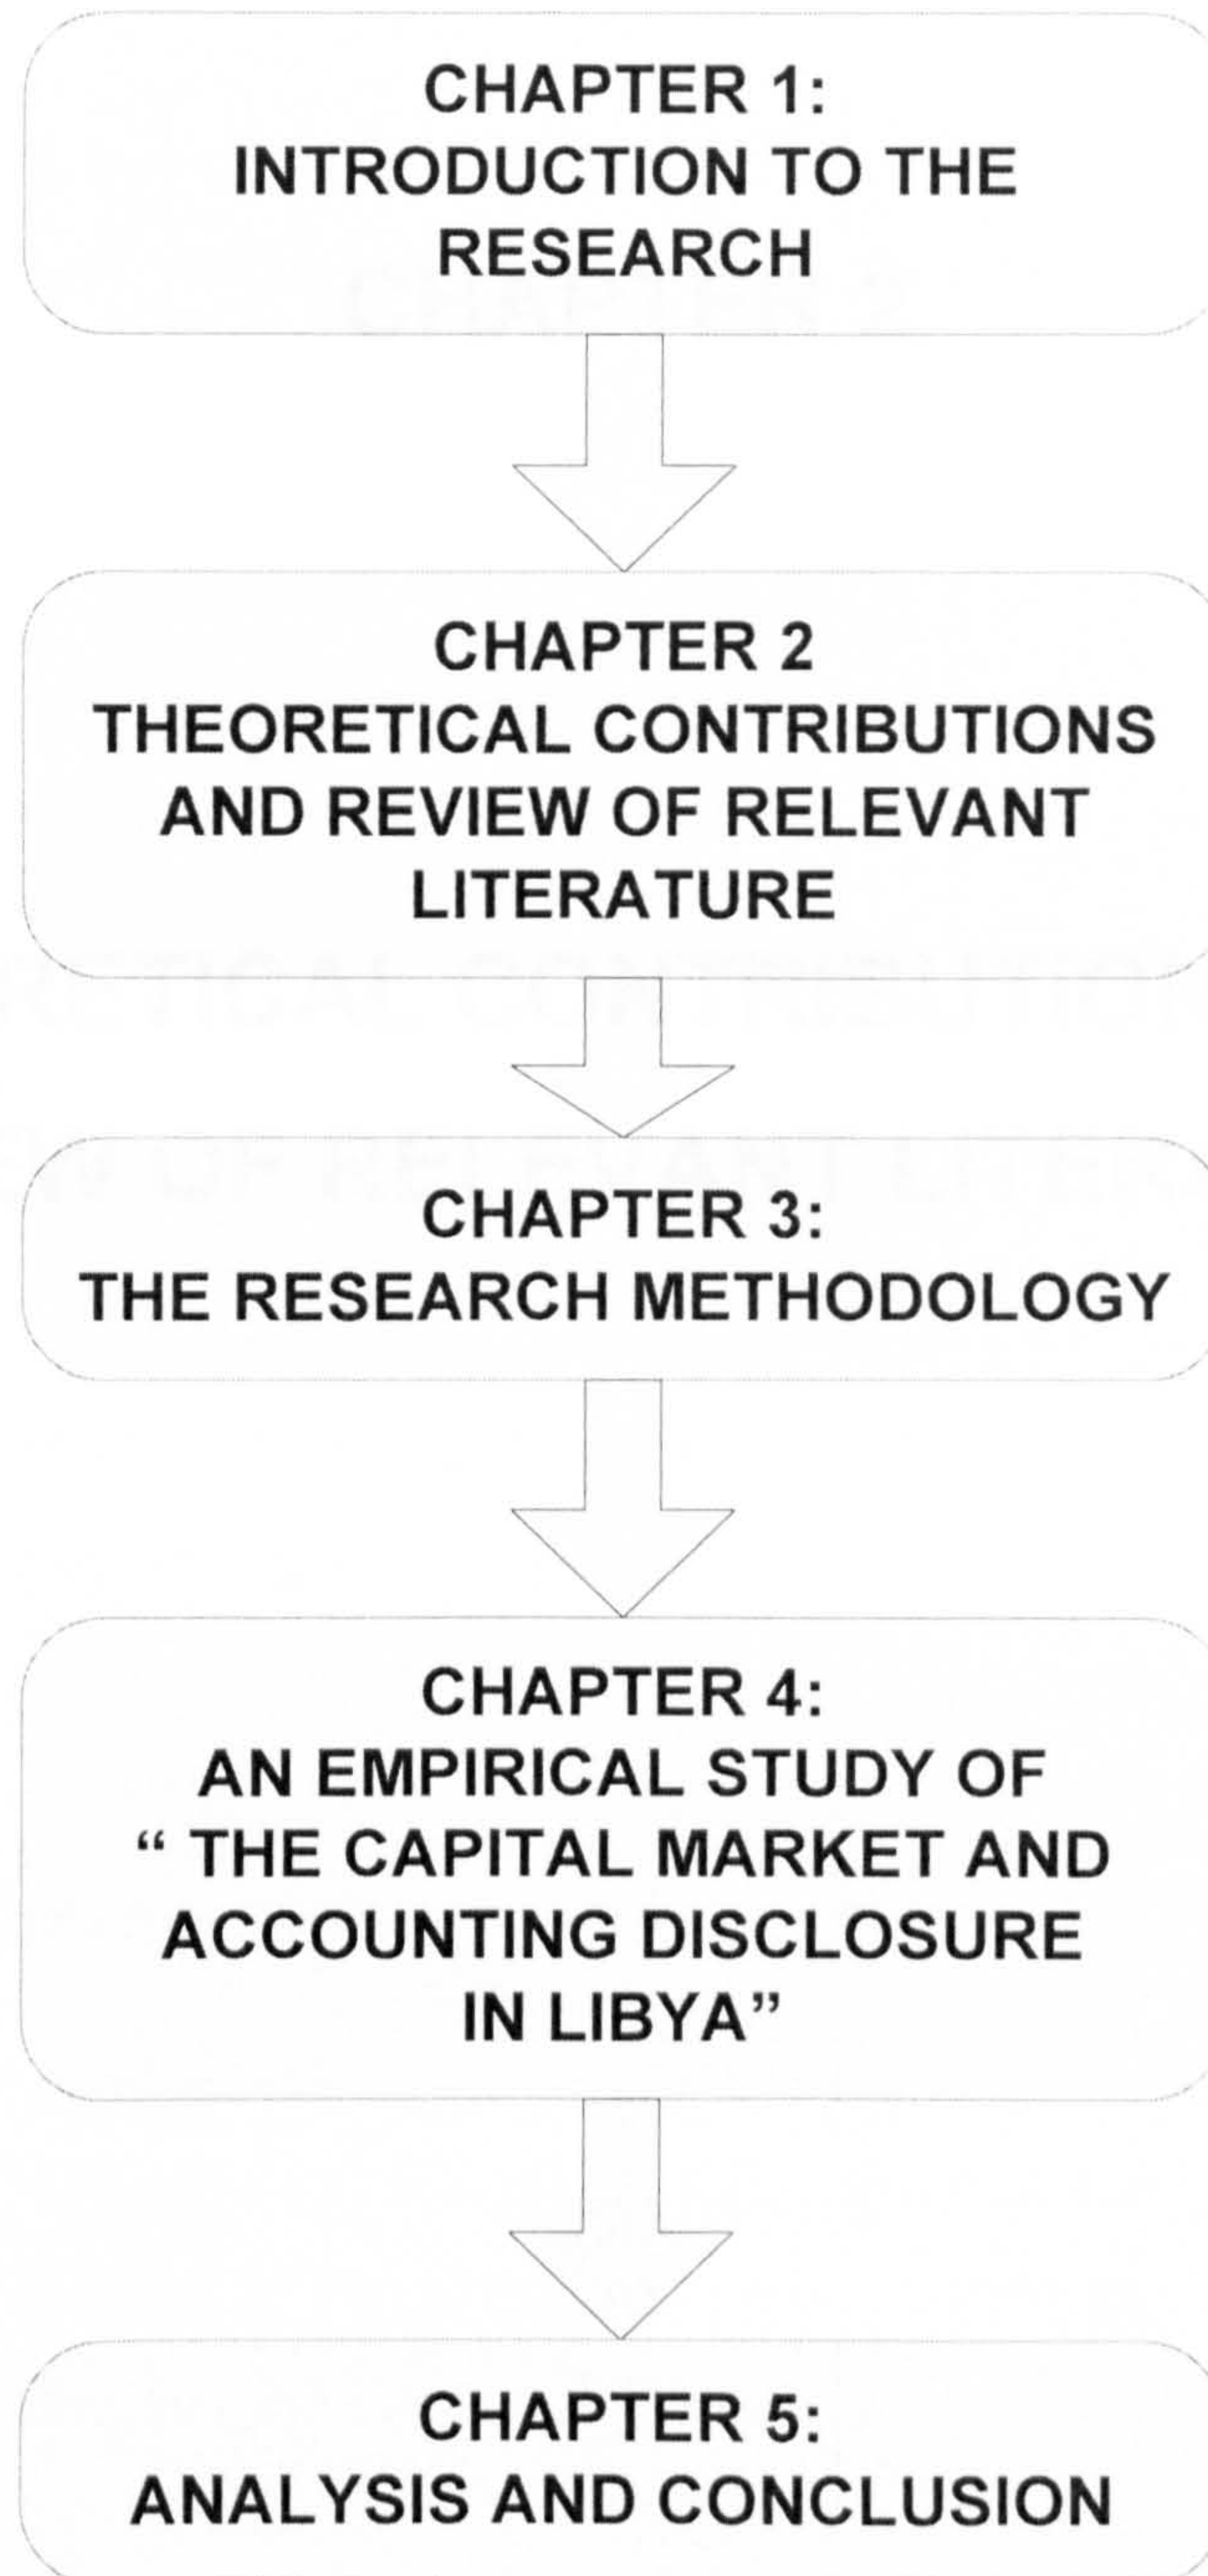 CHAPTER 1:
INTRODUCTION TO THE
RESEARCH
CHAPTER 2
THEORETICAL CONTRIBUTIONS
AND REVIEW OF RELEVANT
LITERATURE
CHAPTER 3:
THE RESEARCH METHODOLOGY
CHAPTER 4:
AN EMPIRICAL STUDY OF
“ THE CAPITAL MARKET AND
ACCOUNTING DISCLOSURE
IN LIBYA”
CHAPTER 5:
ANALYSIS AND CONCLUSION